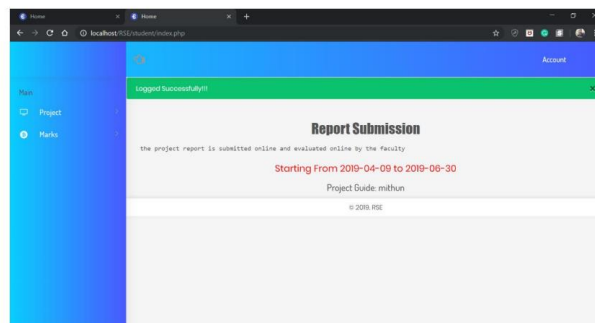 Home
Home
localhost/RSE/student/index.php
Account
Main
Logged Successfully!!!
Project
Marks
Report Submission
the project report is submitted online and evaluated online by the faculty
Starting From 2019-04-09 to 2019-06-30
Project Guide: mithun
© 2019. RSE